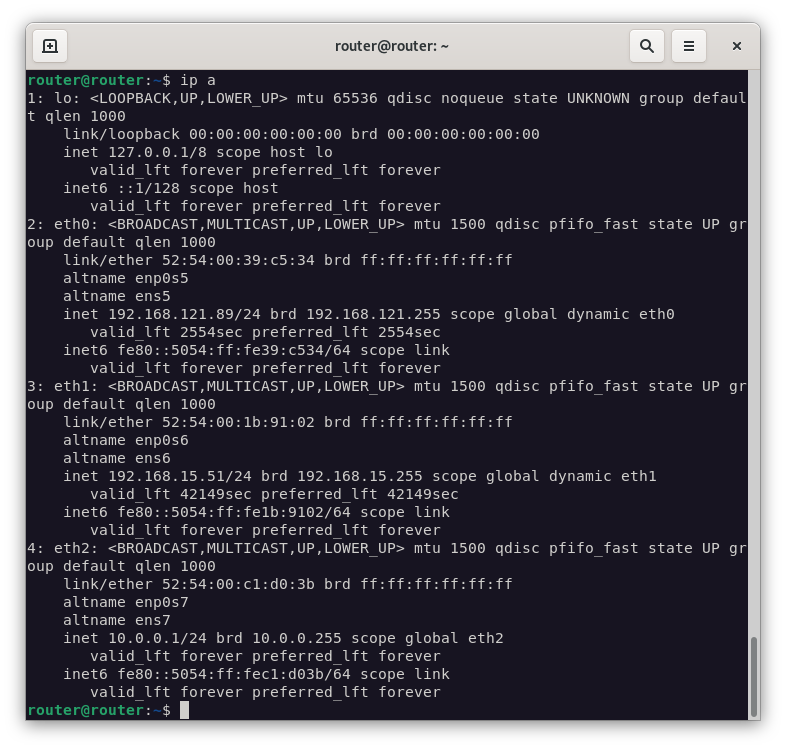 router@router: ~
router@router:~$ ip a
1: lo: <LOOPBACK,UP,LOWER_UP> mtu 65536 qdisc noqueue state UNKNOWN group defaul
t qlen 1000
    link/loopback 00:00:00:00:00:00 brd 00:00:00:00:00:00
    inet 127.0.0.1/8 scope host lo
       valid_lft forever preferred_lft forever
    inet6 ::1/128 scope host
       valid_lft forever preferred_lft forever
2: eth0: <BROADCAST,MULTICAST,UP,LOWER_UP> mtu 1500 qdisc pfifo_fast state UP gr
oup default qlen 1000
    link/ether 52:54:00:39:c5:34 brd ff:ff:ff:ff:ff:ff
    altname enp0s5
    altname ens5
    inet 192.168.121.89/24 brd 192.168.121.255 scope global dynamic eth0
       valid_lft 2554sec preferred_lft 2554sec
    inet6 fe80::5054:ff:fe39:c534/64 scope link
       valid_lft forever preferred_lft forever
3: eth1: <BROADCAST,MULTICAST,UP,LOWER_UP> mtu 1500 qdisc pfifo_fast state UP gr
oup default qlen 1000
    link/ether 52:54:00:1b:91:02 brd ff:ff:ff:ff:ff:ff
    altname enp0s6
    altname ens6
    inet 192.168.15.51/24 brd 192.168.15.255 scope global dynamic eth1
       valid_lft 42149sec preferred_lft 42149sec
    inet6 fe80::5054:ff:fe1b:9102/64 scope link
       valid_lft forever preferred_lft forever
4: eth2: <BROADCAST,MULTICAST,UP,LOWER_UP> mtu 1500 qdisc pfifo_fast state UP gr
oup default qlen 1000
    link/ether 52:54:00:c1:d0:3b brd ff:ff:ff:ff:ff:ff
    altname enp0s7
    altname ens7
    inet 10.0.0.1/24 brd 10.0.0.255 scope global eth2
       valid_lft forever preferred_lft forever
    inet6 fe80::5054:ff:fec1:d03b/64 scope link
       valid_lft forever preferred_lft forever
router@router:~$